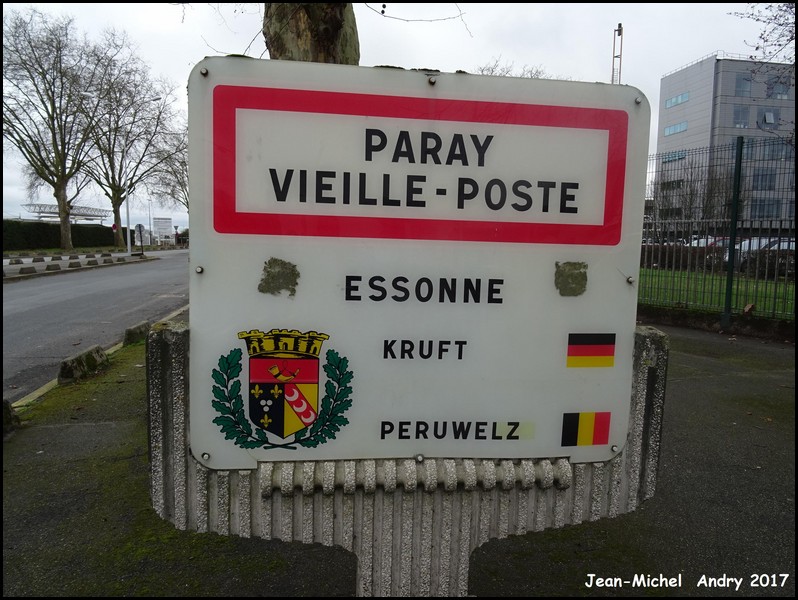 PARAY
VIEILLE-POSTE
ESSONNE
KRUFT
PERUWELZ
Jean-Michel Andry 2017